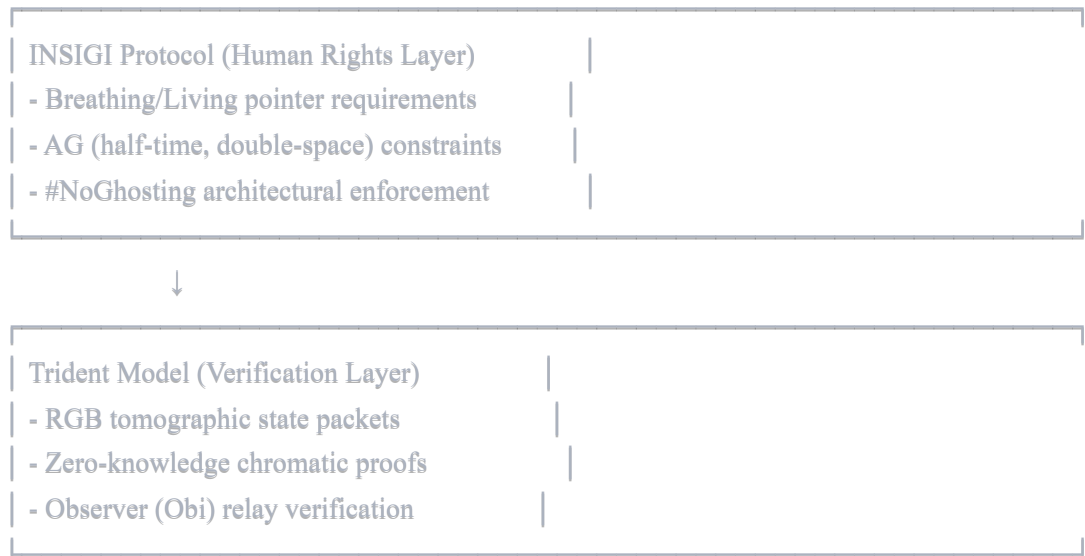 INSIGI Protocol (Human Rights Layer)
- Breathing/Living pointer requirements
- AG (half-time, double-space) constraints
- #NoGhosting architectural enforcement
↓
Trident Model (Verification Layer)
- RGB tomographic state packets
- Zero-knowledge chromatic proofs
- Observer (Obi) relay verification